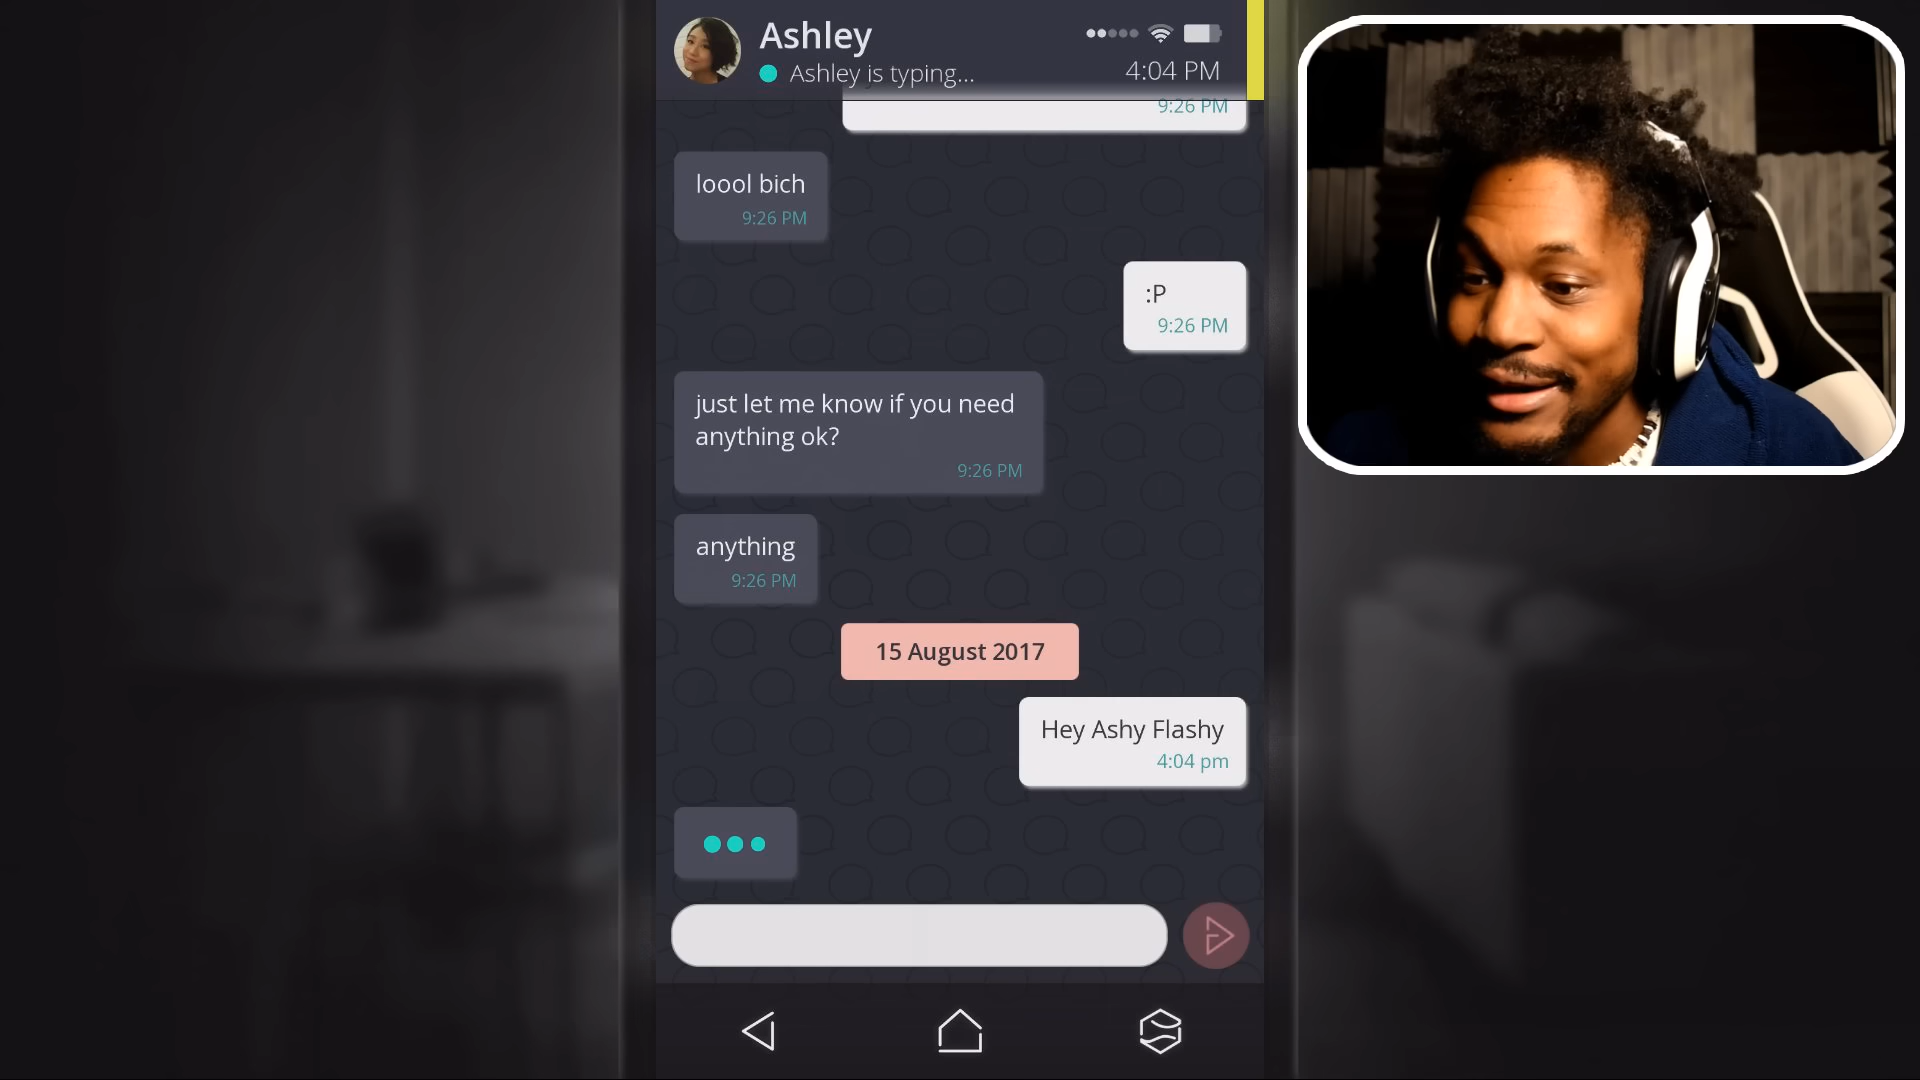 Ashley
Ashley is typing...
4:04 PM
9:26 PM
loool bich
9:26 PM
:P
9:26 PM
just let me know if you need
anything ok?
9:26 PM
anything
9:26 PM
15 August 2017
Hey Ashy Flashy
4:04 pm